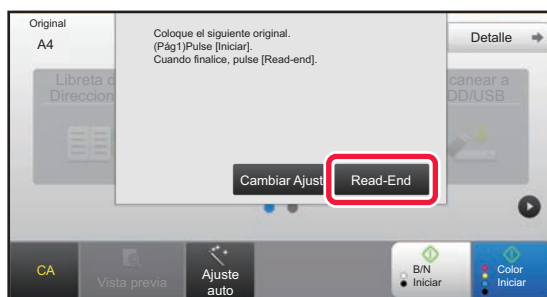 Original
A4
Coloque el siguiente original.
(Pág1)Pulse [Iniciar].
Cuando finalice, pulse [Read-end].
Detalle
Libreta d
Direccion
canear a
DD/USB
Cambiar Ajust
Read-End
CA
Vista previa
Ajuste
auto
B/N
Iniciar
Color
Iniciar